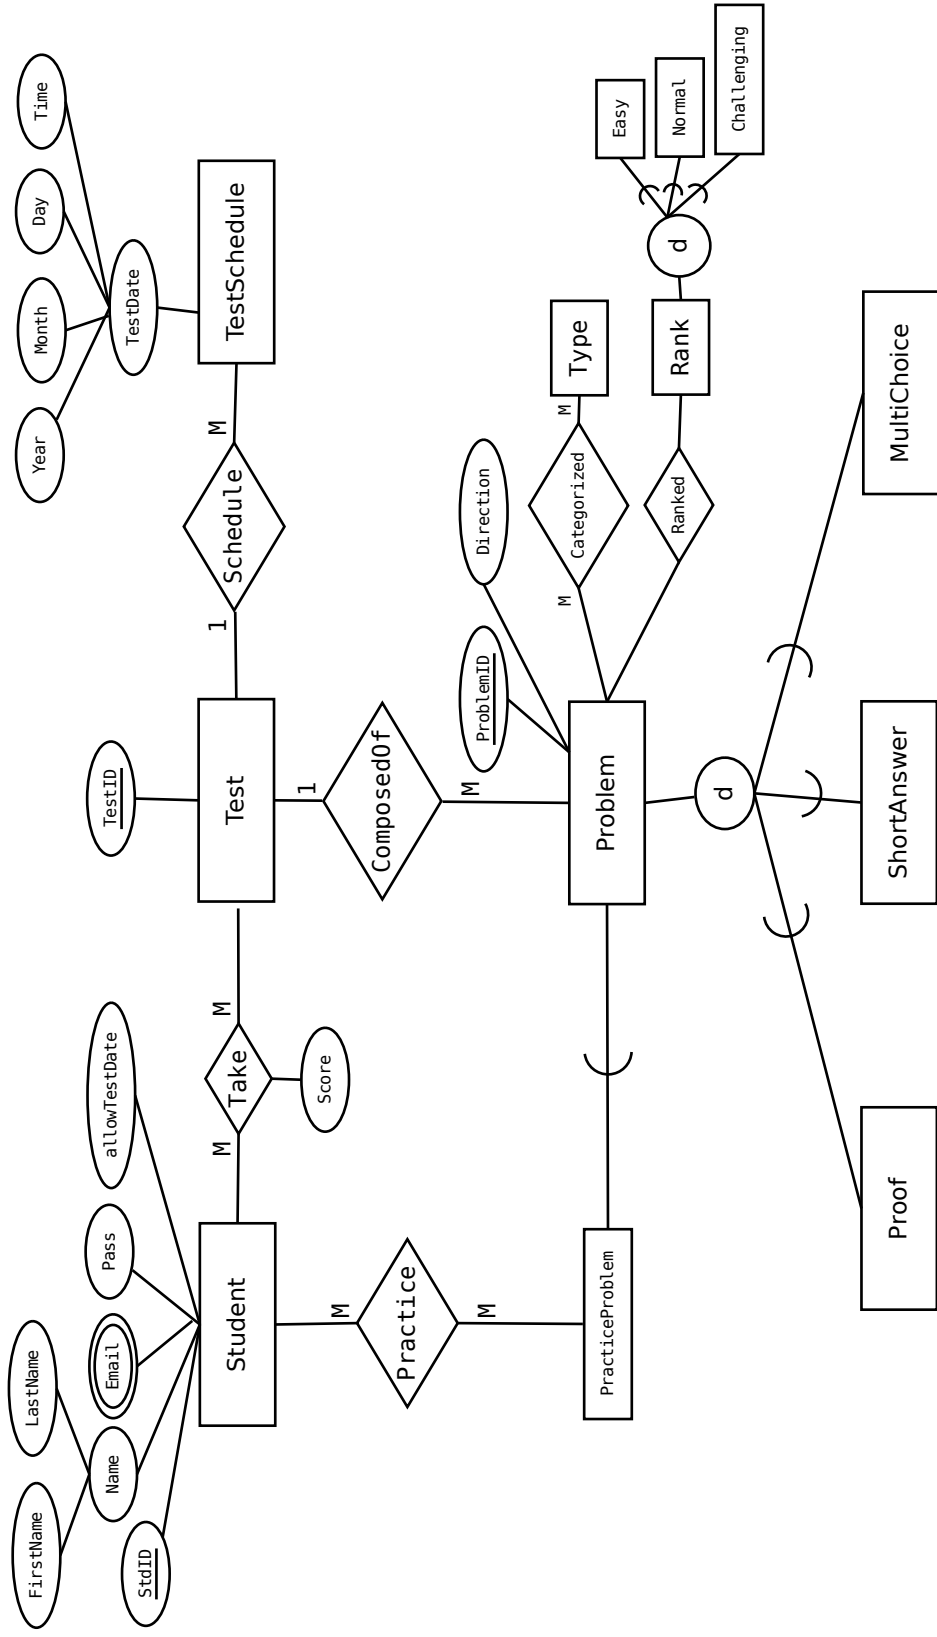 FirstName
LastName
StdID
Name
Email
Pass
allowTestDate
TestID
Year
Month
Day
Time
TestDate
Student
M
Take
M
Score
Test
1
Schedule
M
TestSchedule
M
Practice
M
1
ComposedOf
M
ProblemID
Direction
PracticeProblem
Problem
M
Categorized
M
Type
Ranked
Rank
d
Easy
Normal
Challenging
d
Proof
ShortAnswer
MultiChoice